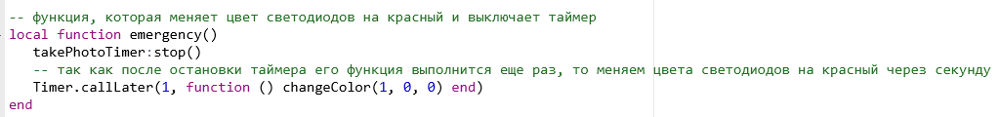 -- функция, которая меняет цвет светодиодов на красный и выключает таймер
local function emergency()
takePhotoTimer:stop()
-- так как после остановки таймера его функция выполнится еще раз, то меняем цвета светодиодов на красный через секунду
Timer.callLater(1, function () changeColor(1, 0, 0) end)
end